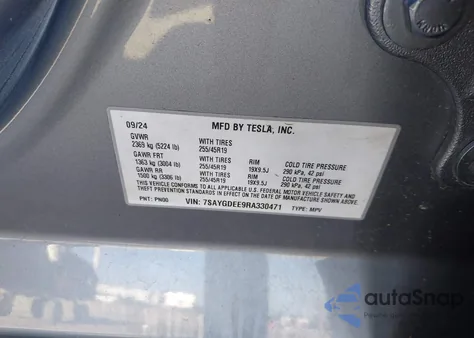 09/24 MFD BY TESLA, INC.
GVWR
2369 kg (5224 lb) WITH TIRES 255/45R19
GAWR FRT
1363 kg (3004 lb) WITH TIRES 255/45R19 RIM 19X9.5J COLD TIRE PRESSURE 290 kPa, 42 psi
GAWR RR
1500 kg (3306 lb) WITH TIRES 255/45R19 RIM 19X9.5J COLD TIRE PRESSURE 290 kPa, 42 psi
THIS VEHICLE CONFORMS TO ALL APPLICABLE U.S. FEDERAL MOTOR VEHICLE SAFETY AND
THEFT PREVENTION STANDARDS IN EFFECT ON THE DATE OF MANUFACTURE SHOWN ABOVE.
PNT: PN00 VIN: 7SAYGDEE9RA330471 TYPE: MPV
autoSnap